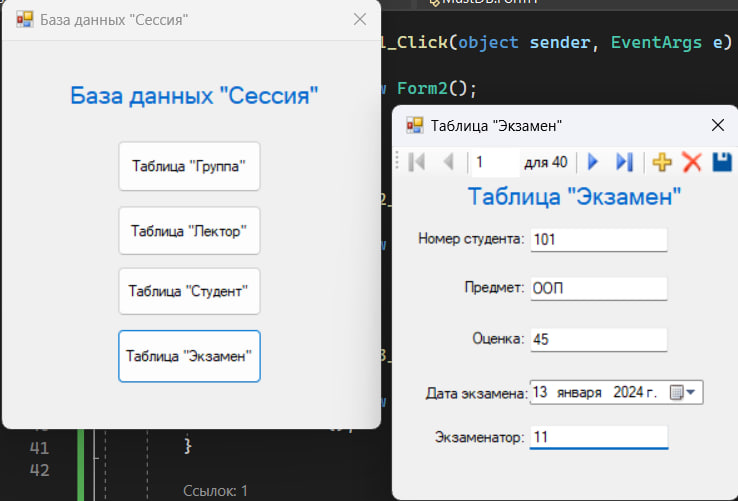 База данных "Сессия"
База данных "Сессия"
Таблица "Группа"
Таблица "Лектор"
Таблица "Студент"
Таблица "Экзамен"
1_Click(object sender, EventArgs e)
Form2();
Таблица "Экзамен"
1 для 40
Таблица "Экзамен"
Номер студента: 101
Предмет: ООП
Оценка: 45
Дата экзамена: 13 января 2024 г.
Экзаменатор: 11
41 }
42
Ссылок: 1